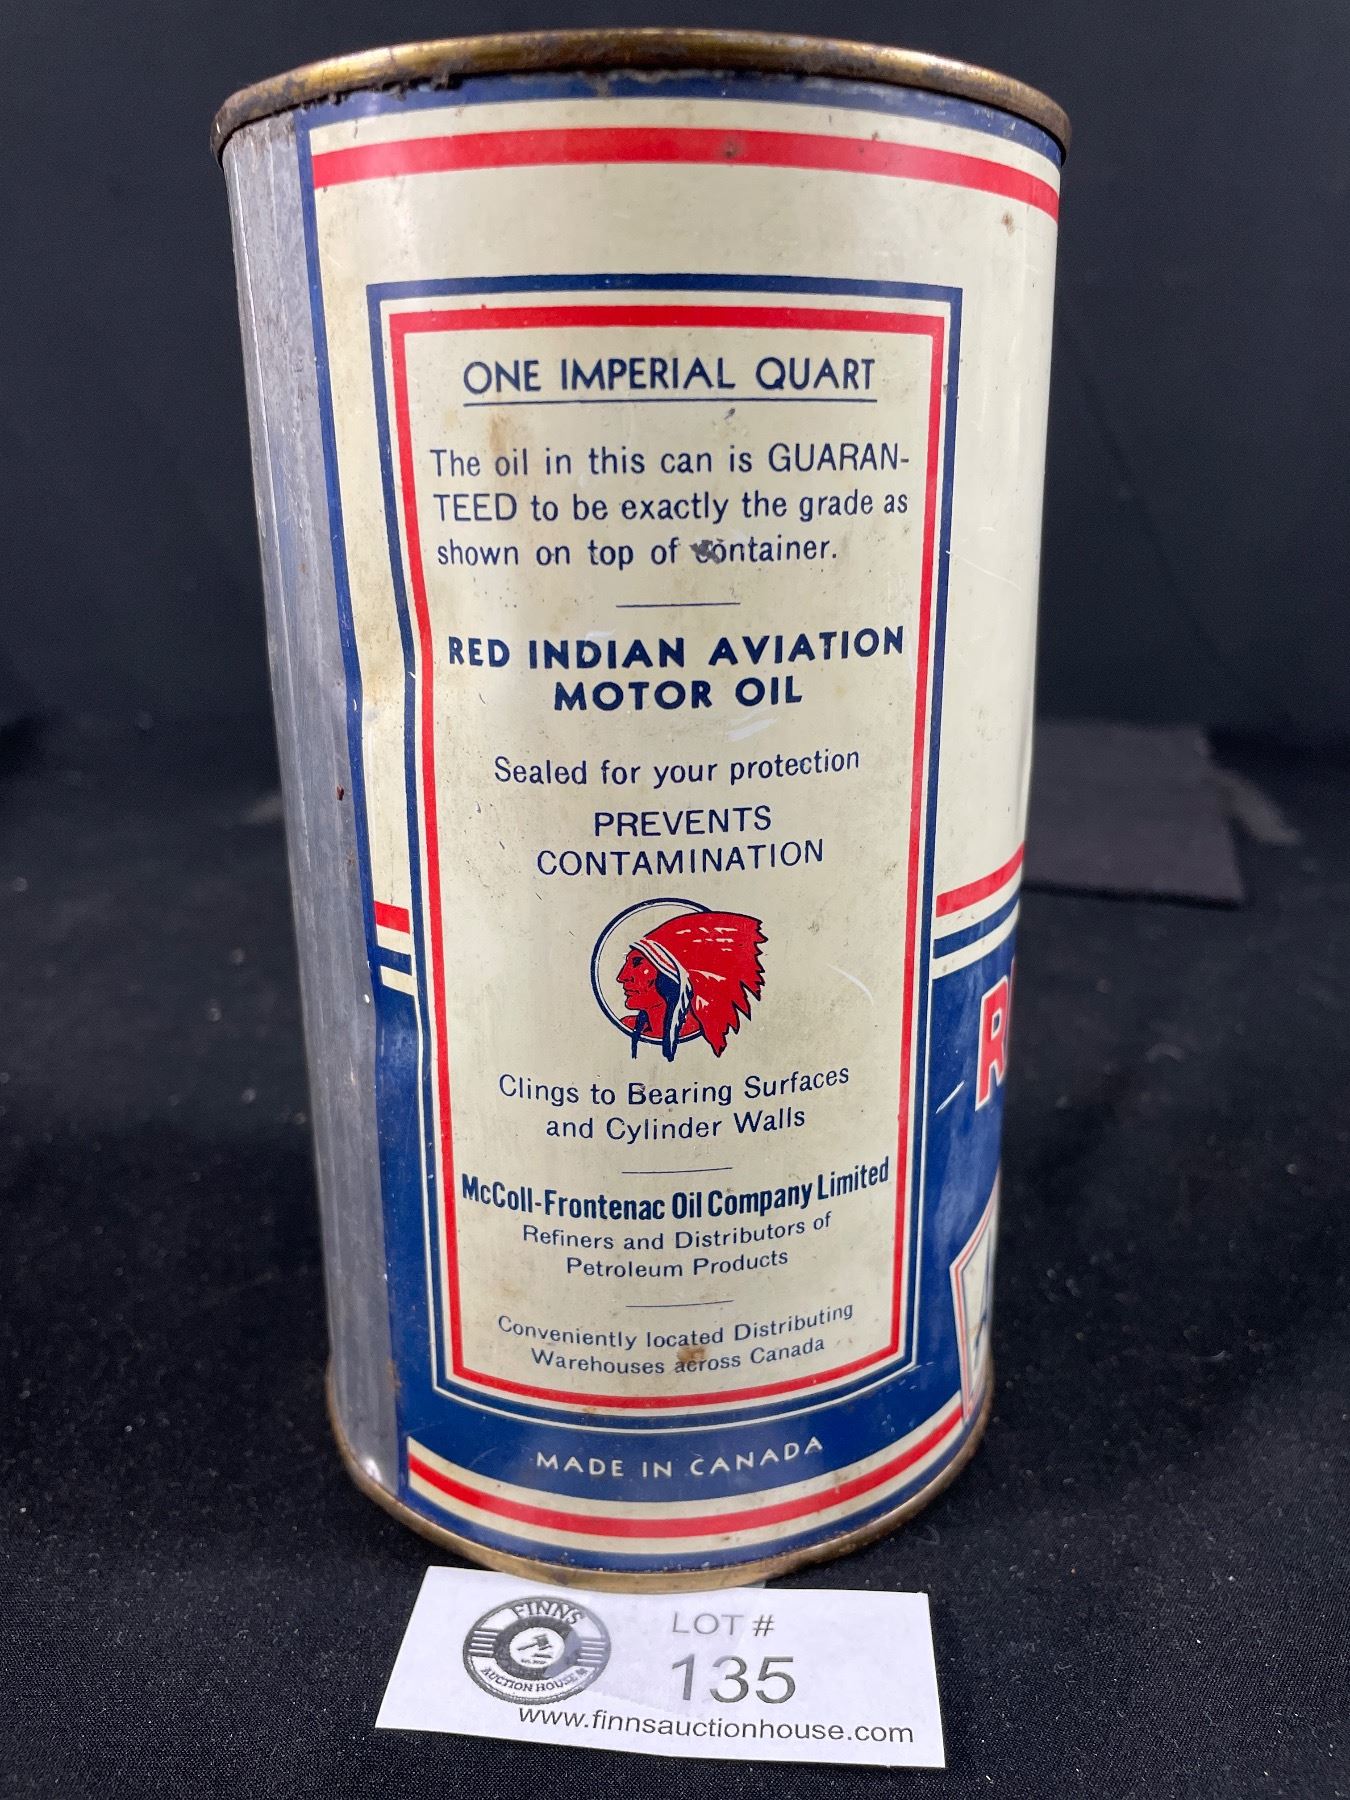 ONE IMPERIAL QUART
The oil in this can is GUARAN-
TEED to be exactly the grade as
shown on top of container.
RED INDIAN AVIATION
MOTOR OIL
Sealed for your protection
PREVENTS
CONTAMINATION
Clings to Bearing Surfaces
and Cylinder Walls
McColl-Frontenac Oil Company Limited
Refiners and Distributors of
Petroleum Products
Conveniently located Distributing
Warehouses across Canada
MADE IN CANADA
R
FINNS
AUCTION HOUSE
LOT #
135
www.finnsauctionhouse.com